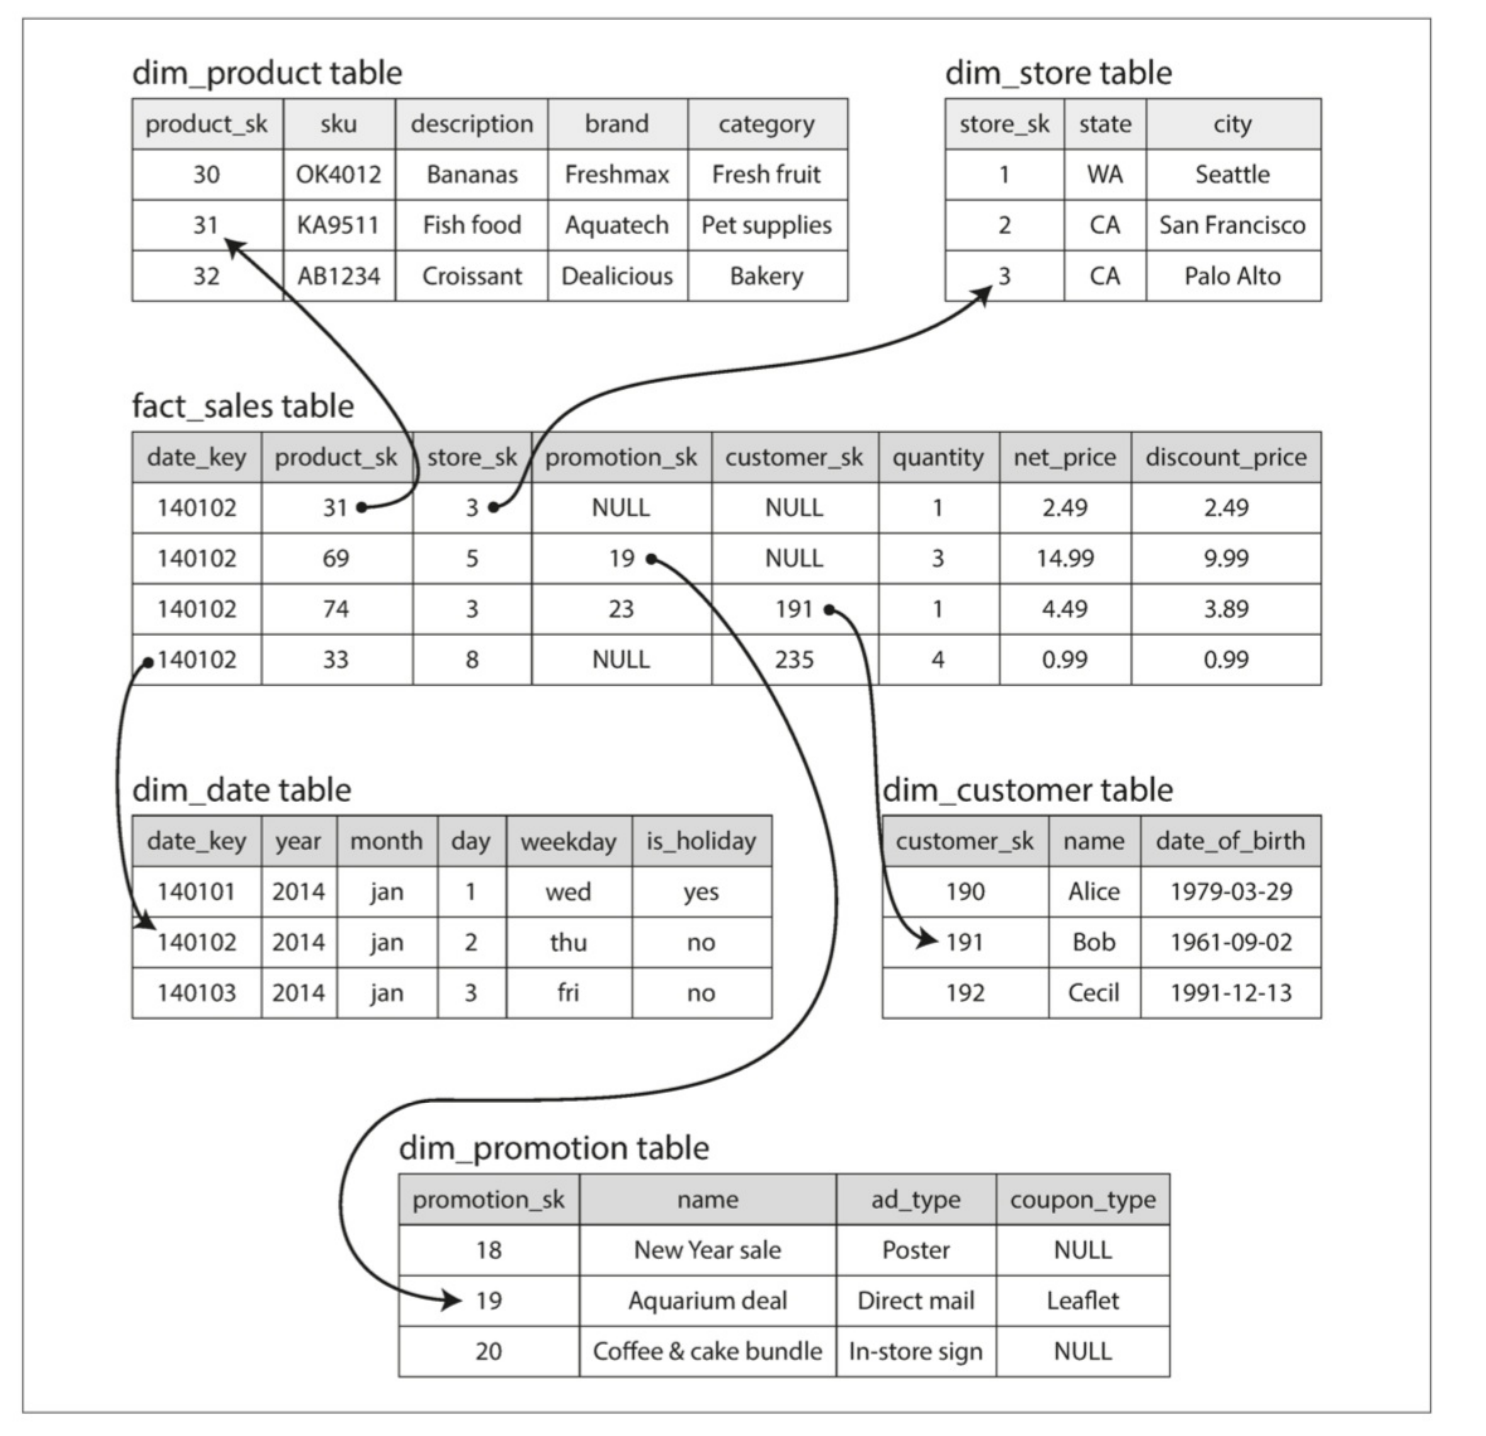 dim_product table
product_sk sku description brand category
30 OK4012 Bananas Freshmax Fresh fruit
31 KA9511 Fish food Aquatech Pet supplies
32 AB1234 Croissant Dealicious Bakery
dim_store table
store_sk state city
1 WA Seattle
2 CA San Francisco
3 CA Palo Alto
fact_sales table
date_key product_sk store_sk promotion_sk customer_sk quantity net_price discount_price
140102 31 3 NULL NULL 1 2.49 2.49
140102 69 5 19 NULL 3 14.99 9.99
140102 74 3 23 191 1 4.49 3.89
140102 33 8 NULL 235 4 0.99 0.99
dim_date table
date_key year month day weekday is_holiday
140101 2014 jan 1 wed yes
140102 2014 jan 2 thu no
140103 2014 jan 3 fri no
dim_customer table
customer_sk name date_of_birth
190 Alice 1979-03-29
191 Bob 1961-09-02
192 Cecil 1991-12-13
dim_promotion table
promotion_sk name ad_type coupon_type
18 New Year sale Poster NULL
19 Aquarium deal Direct mail Leaflet
20 Coffee & cake bundle In-store sign NULL